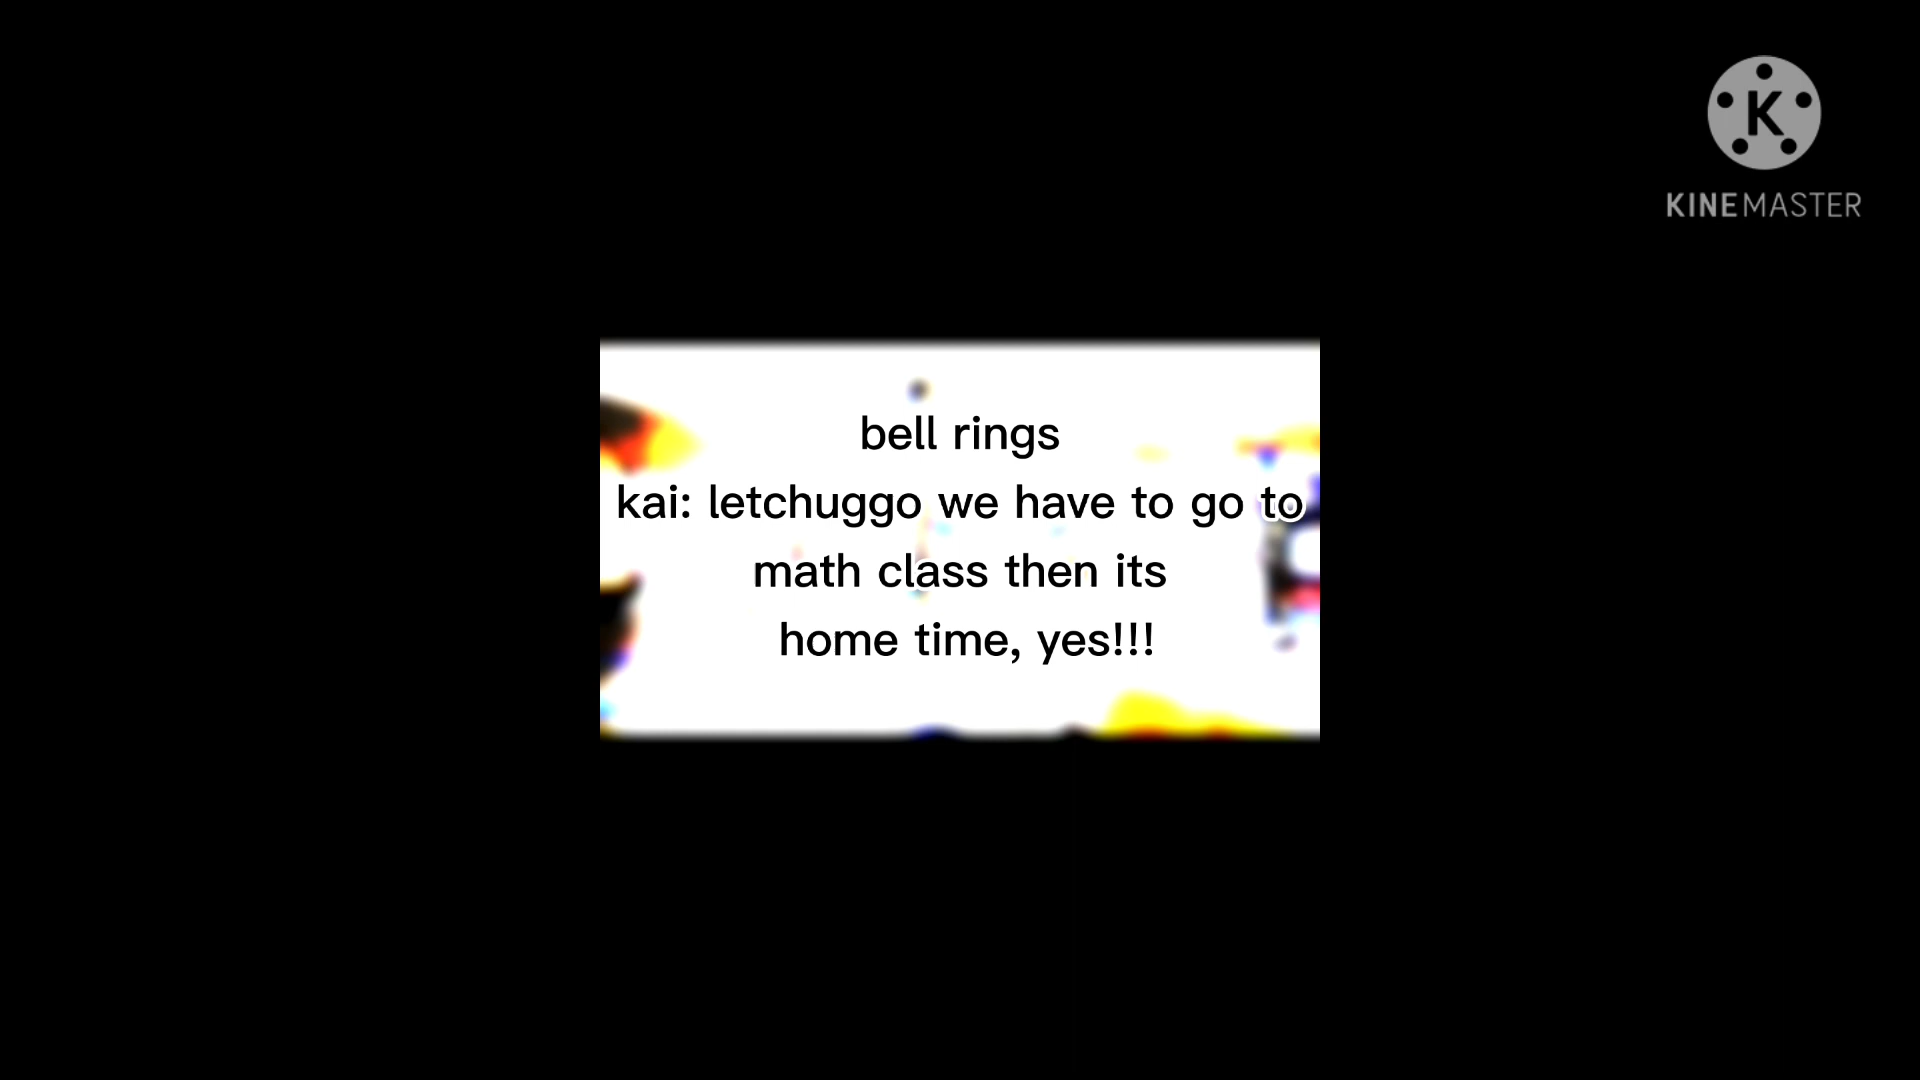 K
KINEMASTER
bell rings
kai: letchuggo we have to go to
math class then its
home time, yes!!!